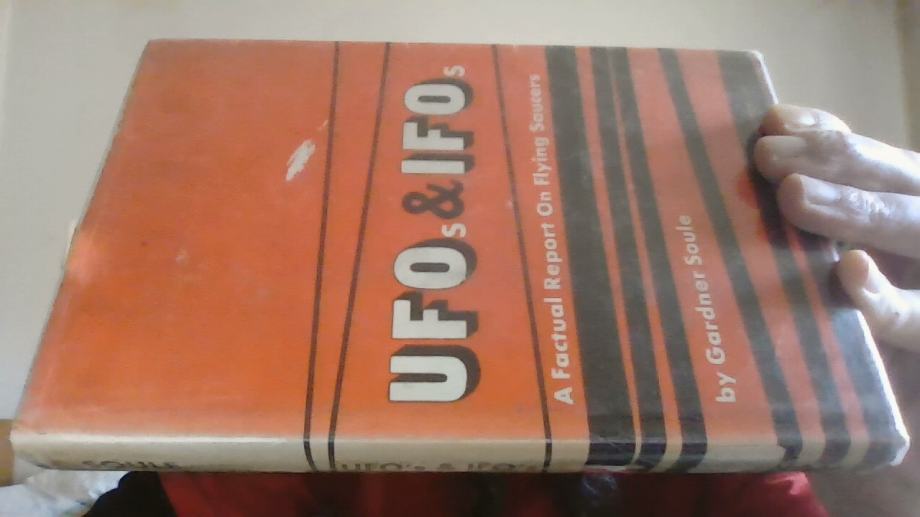 UFOs & IFOs
A Factual Report On Flying Saucers
by Gardner Soule
SOULE
UFO's & IFO's